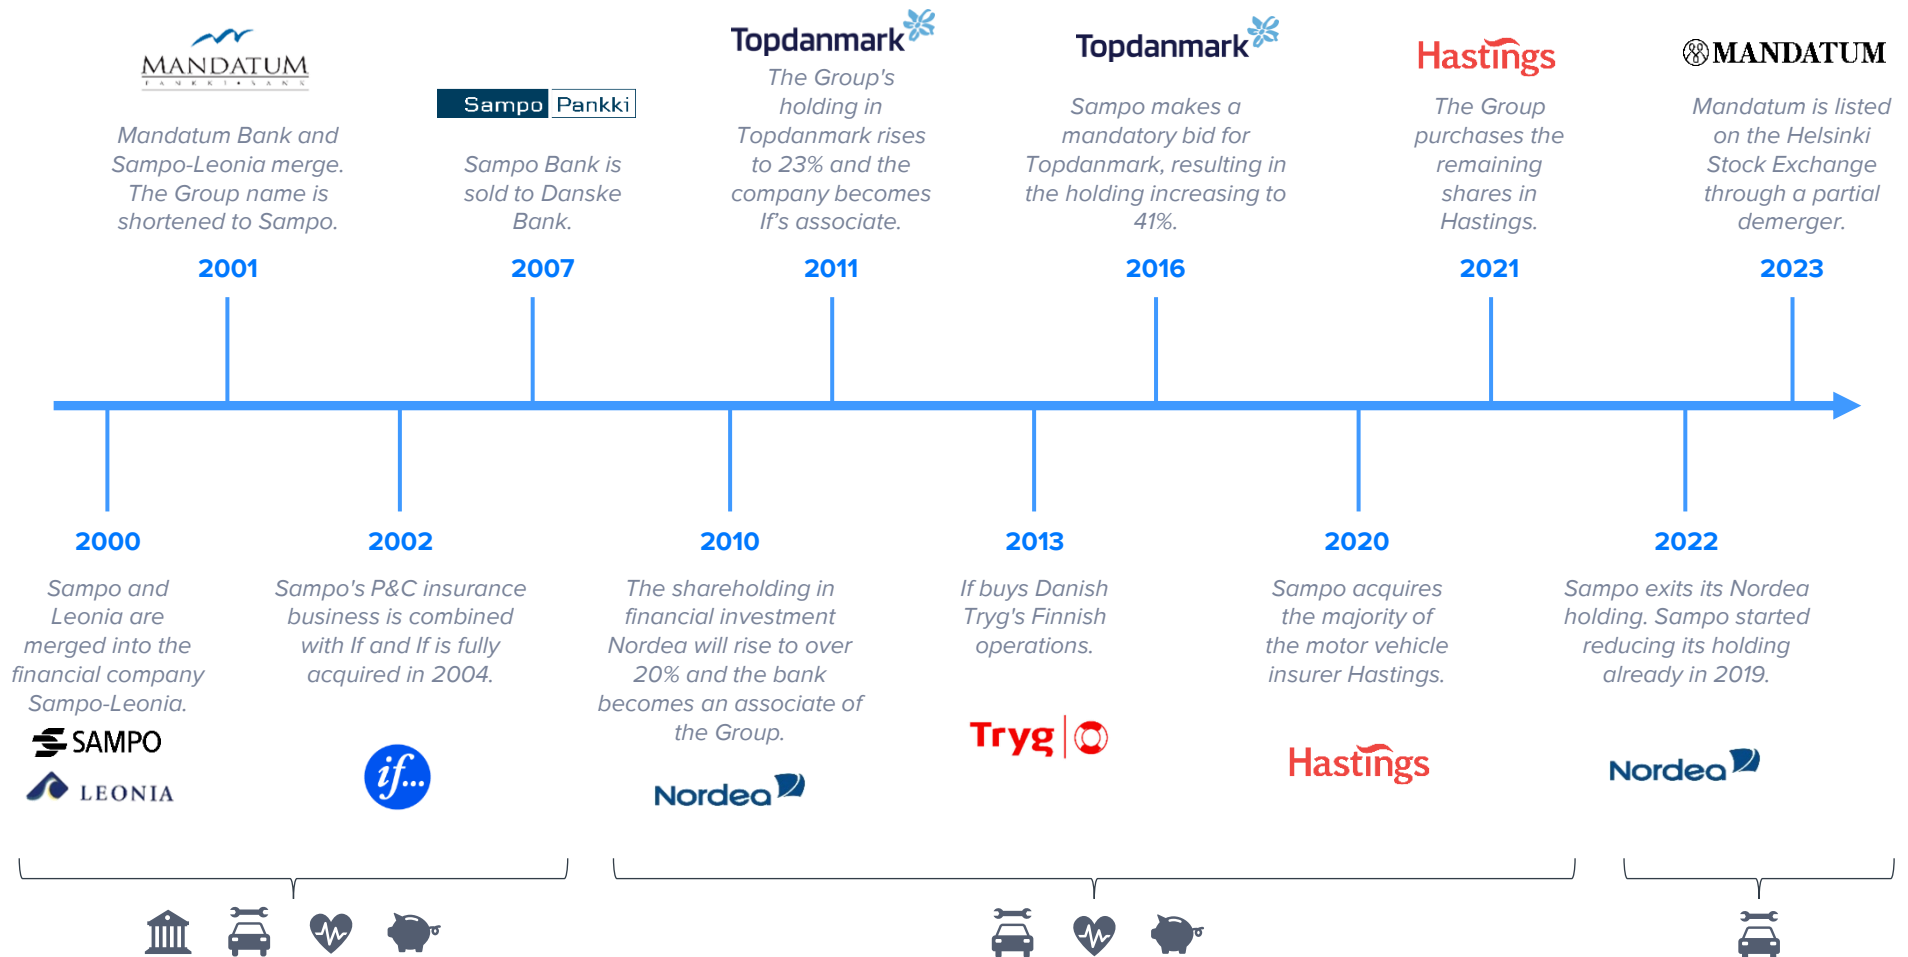 MANDATUM
PANKKI • BANK
Mandatum Bank and
Sampo-Leonia merge.
The Group name is
shortened to Sampo.
2001
Sampo Pankki
Sampo Bank is
sold to Danske
Bank.
2007
Topdanmark
The Group's
holding in
Topdanmark rises
to 23% and the
company becomes
If’s associate.
2011
Topdanmark
Sampo makes a
mandatory bid for
Topdanmark, resulting in
the holding increasing to
41%.
2016
Hastings
The Group
purchases the
remaining
shares in
Hastings.
2021
MANDATUM
Mandatum is listed
on the Helsinki
Stock Exchange
through a partial
demerger.
2023
2000
Sampo and
Leonia are
merged into the
financial company
Sampo-Leonia.
SAMPO
LEONIA
2002
Sampo's P&C insurance
business is combined
with If and If is fully
acquired in 2004.
if...
2010
The shareholding in
financial investment
Nordea will rise to over
20% and the bank
becomes an associate of
the Group.
Nordea
2013
If buys Danish
Tryg's Finnish
operations.
Tryg
2020
Sampo acquires
the majority of
the motor vehicle
insurer Hastings.
Hastings
2022
Sampo exits its Nordea
holding. Sampo started
reducing its holding
already in 2019.
Nordea